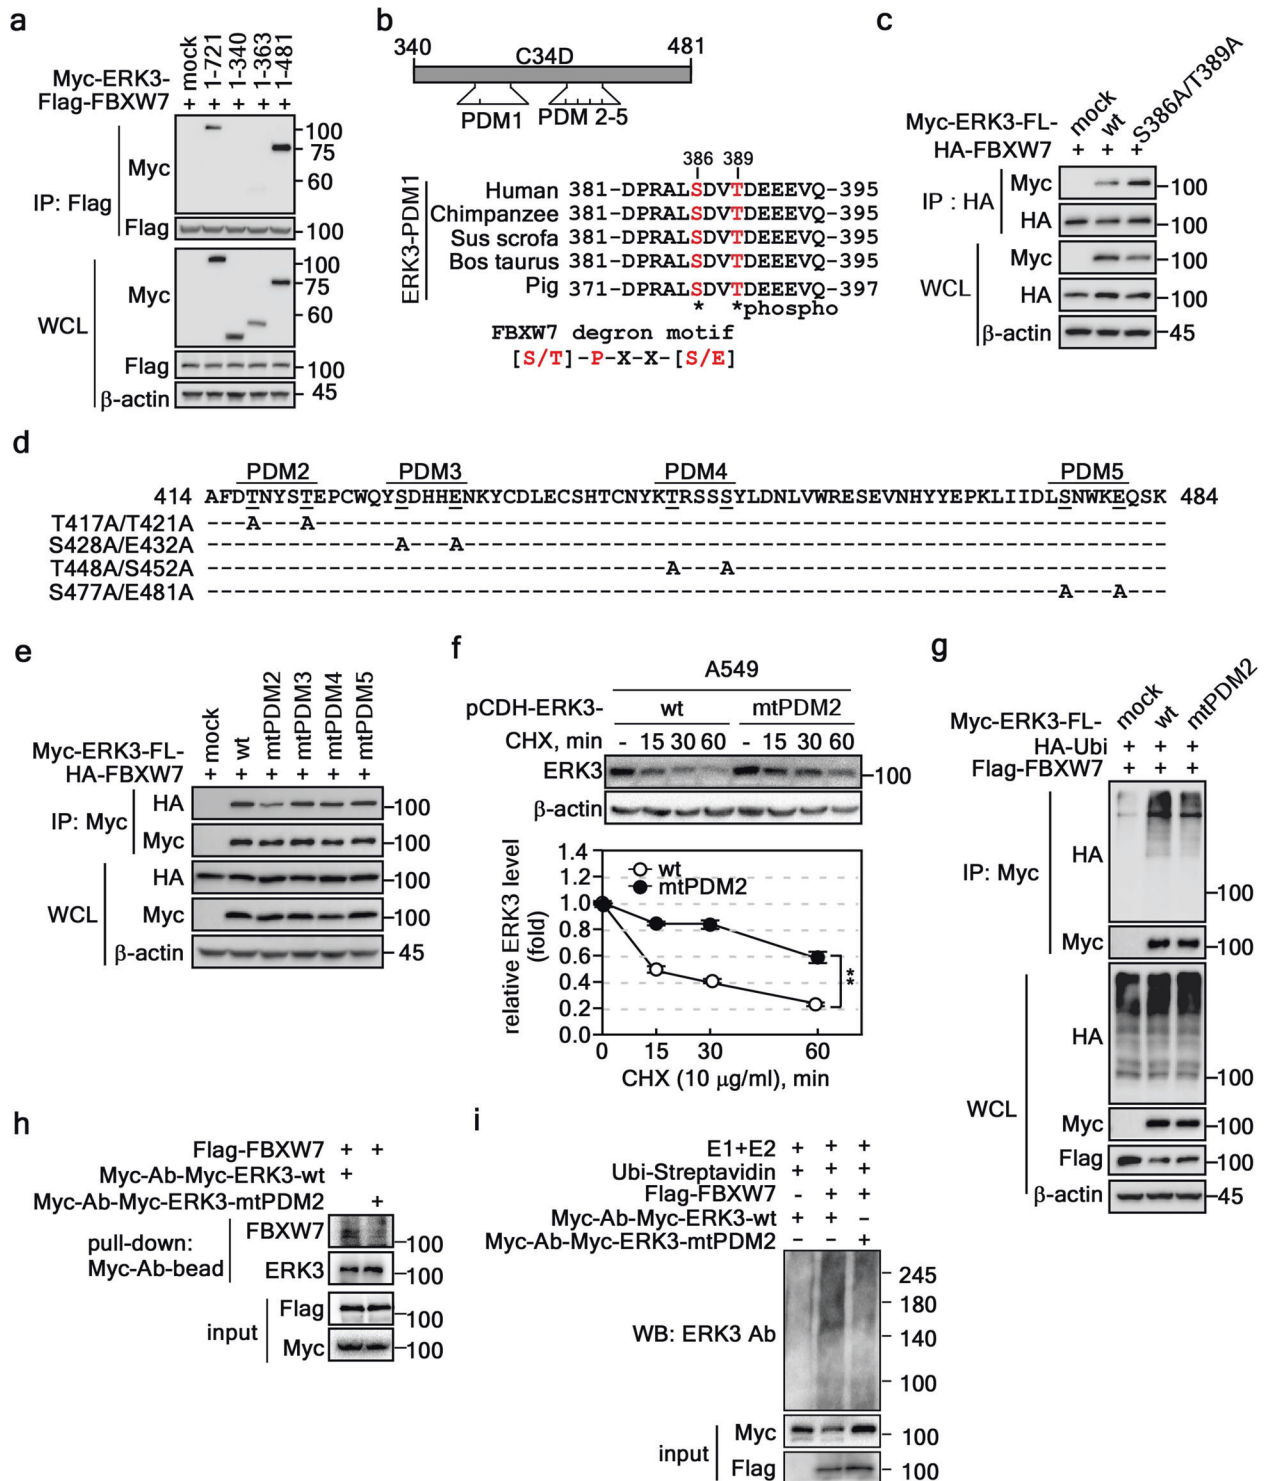 a
mock
1-721
1-340
1-363
1-481
Myc-ERK3-
Flag-FBXW7 + + + + +
IP: Flag
Myc
100
75
60
Flag
100
WCL
Myc
100
75
60
Flag
100
β-actin
45
b
340 C34D 481
PDM1 PDM 2-5
386 389
ERK3-PDM1
Human 381-DPRALSDVTDEEEVQ-395
Chimpanzee 381-DPRALSDVTDEEEVQ-395
Sus scrofa 381-DPRALSDVTDEEEVQ-395
Bos taurus 381-DPRALSDVTDEEEVQ-395
Pig 371-DPRALSDVTDEEEVQ-397
* *phospho
FBXW7 degron motif
[S/T]-P-X-X-[S/E]
c
mock
wt
S386A/T389A
Myc-ERK3-FL-
HA-FBXW7 + + +
IP : HA
Myc 100
HA 100
WCL
Myc 100
HA 100
β-actin 45
d
PDM2 PDM3 PDM4 PDM5
414 AFDTNYSTEPCWQYSDHHENKYCDLECSHTCNYKTRSSSYLDNLVWRESEVNHYYEPKLIIDLSNWKEQSK 484
T417A/T421A ---A---A---------------------------------------------------------------
S428A/E432A --------------A---A----------------------------------------------------
T448A/S452A ----------------------------------A---A--------------------------------
S477A/E481A ---------------------------------------------------------------A---A---
e
mock
wt
mtPDM2
mtPDM3
mtPDM4
mtPDM5
Myc-ERK3-FL-
HA-FBXW7 + + + + + +
IP: Myc
HA 100
Myc 100
WCL
HA 100
Myc 100
β-actin 45
f
A549
pCDH-ERK3- wt mtPDM2
CHX, min - 15 30 60 - 15 30 60
ERK3 100
β-actin
relative ERK3 level
(fold)
1.4
1.2
1.0
0.8
0.6
0.4
0.2
0.0
wt
mtPDM2
**
0 15 30 60
CHX (10 μg/ml), min
g
mock
wt
mtPDM2
Myc-ERK3-FL-
HA-Ubi + + +
Flag-FBXW7 + + +
IP: Myc
HA
100
Myc 100
WCL
HA
100
Myc 100
Flag 100
β-actin 45
h
Flag-FBXW7 + +
Myc-Ab-Myc-ERK3-wt +
Myc-Ab-Myc-ERK3-mtPDM2 +
pull-down:
Myc-Ab-bead
FBXW7 100
ERK3 100
input
Flag 100
Myc 100
i
E1+E2 + + +
Ubi-Streptavidin + + +
Flag-FBXW7 - + +
Myc-Ab-Myc-ERK3-wt + + -
Myc-Ab-Myc-ERK3-mtPDM2 - - +
WB: ERK3 Ab
245
180
140
100
input
Myc 100
Flag 100